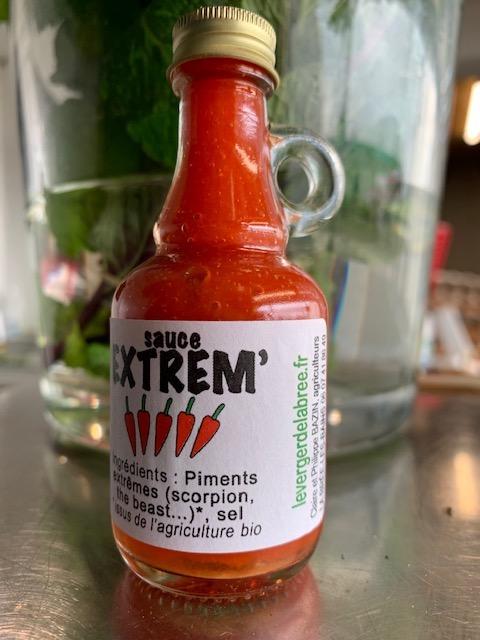 sauce
EXTREM'
ingrédients : Piments
extrêmes (scorpion,
the beast...)*, sel
issus de l'agriculture bio
levergerdelabree.fr
Claire et Philippe BAZIN, agriculteurs